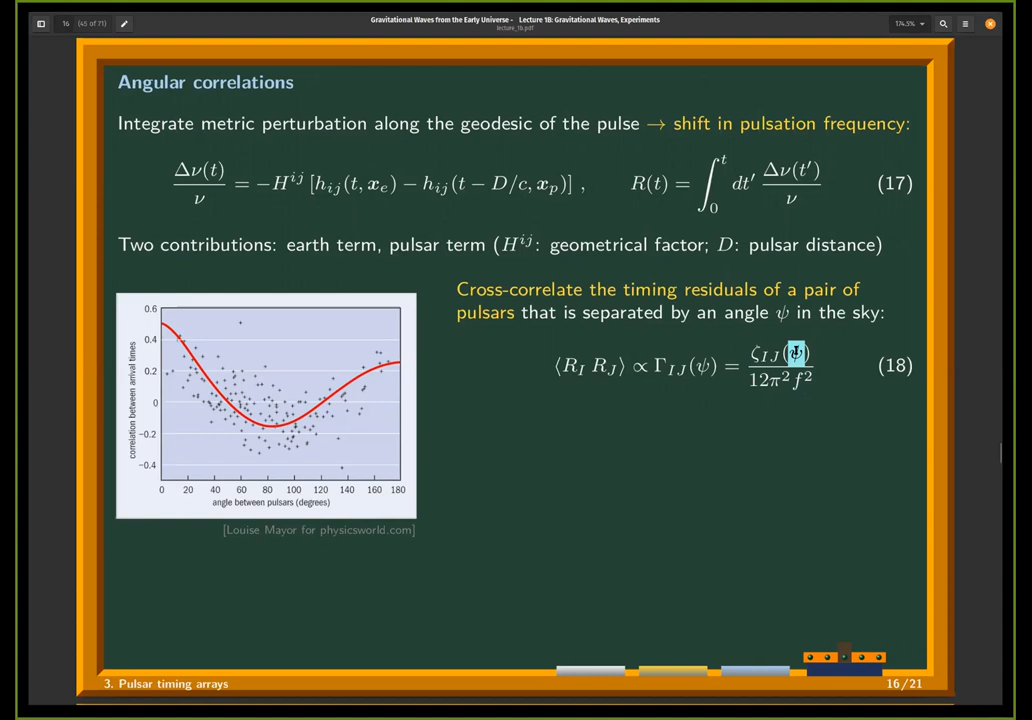 16 (45 of 71)
Gravitational Waves from the Early Universe - Lecture 1B: Gravitational Waves, Experiments
lecture_1b.pdf
174.5%
Angular correlations
Integrate metric perturbation along the geodesic of the pulse → shift in pulsation frequency:
Δν(t)/ν = −H^{ij} [h_{ij}(t, x_e) − h_{ij}(t − D/c, x_p)] , R(t) = ∫_0^t dt′ Δν(t′)/ν (17)
Two contributions: earth term, pulsar term (H^{ij}: geometrical factor; D: pulsar distance)
Cross-correlate the timing residuals of a pair of
pulsars that is separated by an angle ψ in the sky:
⟨R_I R_J⟩ ∝ Γ_{IJ}(ψ) = ζ_{IJ}(ψ)/12π²f² (18)
correlation between arrival times
0.6
0.4
0.2
0
−0.2
−0.4
0 20 40 60 80 100 120 140 160 180
angle between pulsars (degrees)
[Louise Mayor for physicsworld.com]
3. Pulsar timing arrays
16/21